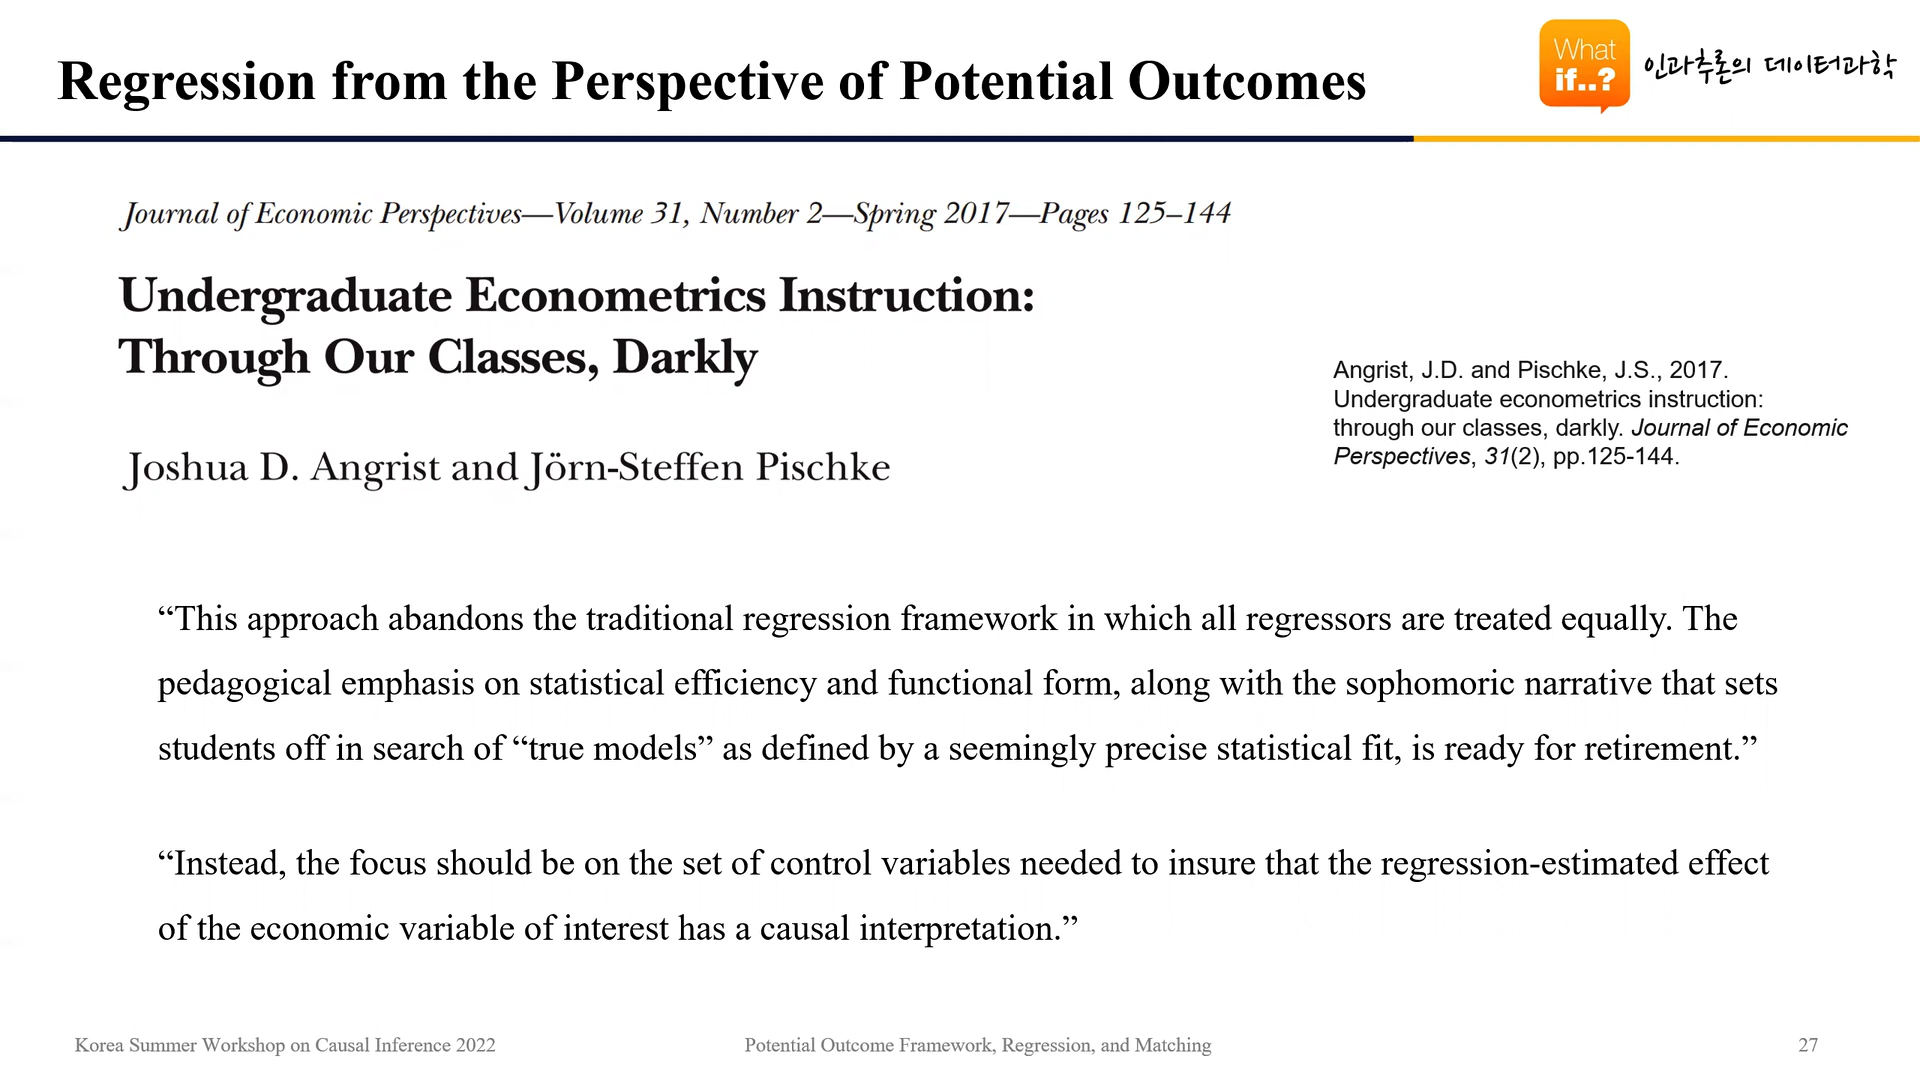 Regression from the Perspective of Potential Outcomes
What
if..?
인과추론의 데이터과학
Journal of Economic Perspectives—Volume 31, Number 2—Spring 2017—Pages 125–144
Undergraduate Econometrics Instruction:
Through Our Classes, Darkly
Joshua D. Angrist and Jörn-Steffen Pischke
Angrist, J.D. and Pischke, J.S., 2017.
Undergraduate econometrics instruction:
through our classes, darkly. Journal of Economic
Perspectives, 31(2), pp.125-144.
“This approach abandons the traditional regression framework in which all regressors are treated equally. The
pedagogical emphasis on statistical efficiency and functional form, along with the sophomoric narrative that sets
students off in search of “true models” as defined by a seemingly precise statistical fit, is ready for retirement.”
“Instead, the focus should be on the set of control variables needed to insure that the regression-estimated effect
of the economic variable of interest has a causal interpretation.”
Korea Summer Workshop on Causal Inference 2022
Potential Outcome Framework, Regression, and Matching
27